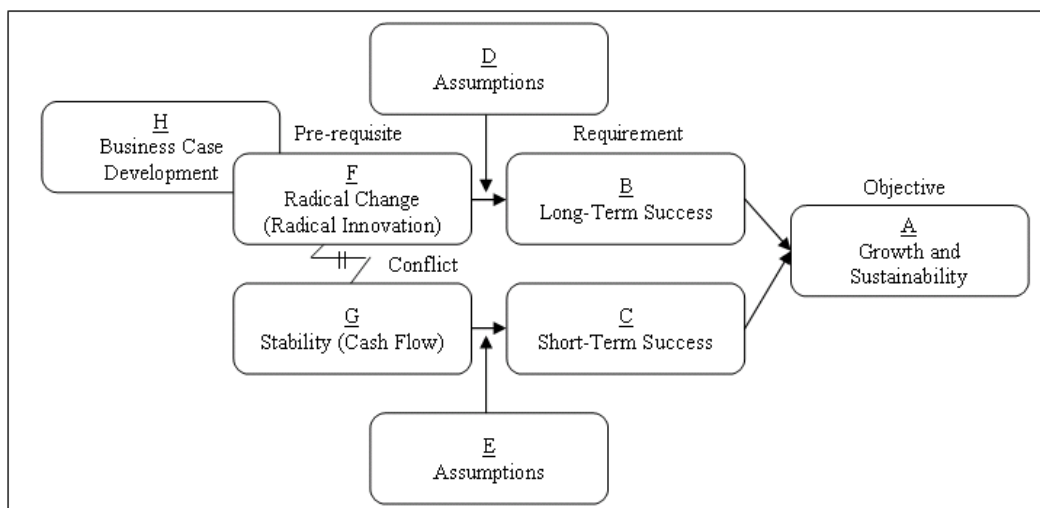 D
Assumptions
H
Business Case
Development
Pre-requisite
Requirement
F
Radical Change
(Radical Innovation)
B
Long-Term Success
Objective
A
Growth and
Sustainability
Conflict
G
Stability (Cash Flow)
C
Short-Term Success
E
Assumptions